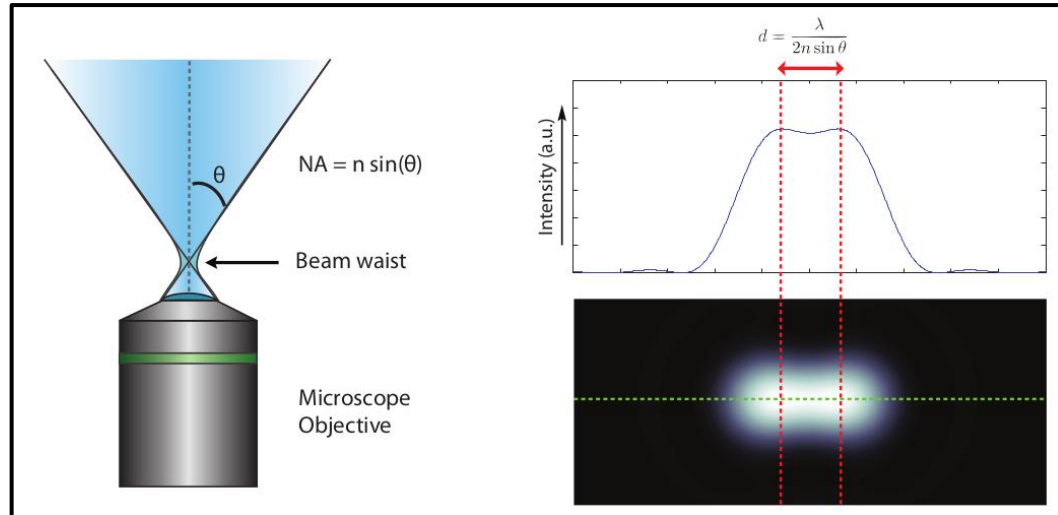 θ
NA = n sin(θ)
Beam waist
Microscope
Objective
d = λ / 2n sin θ
Intensity (a.u.)